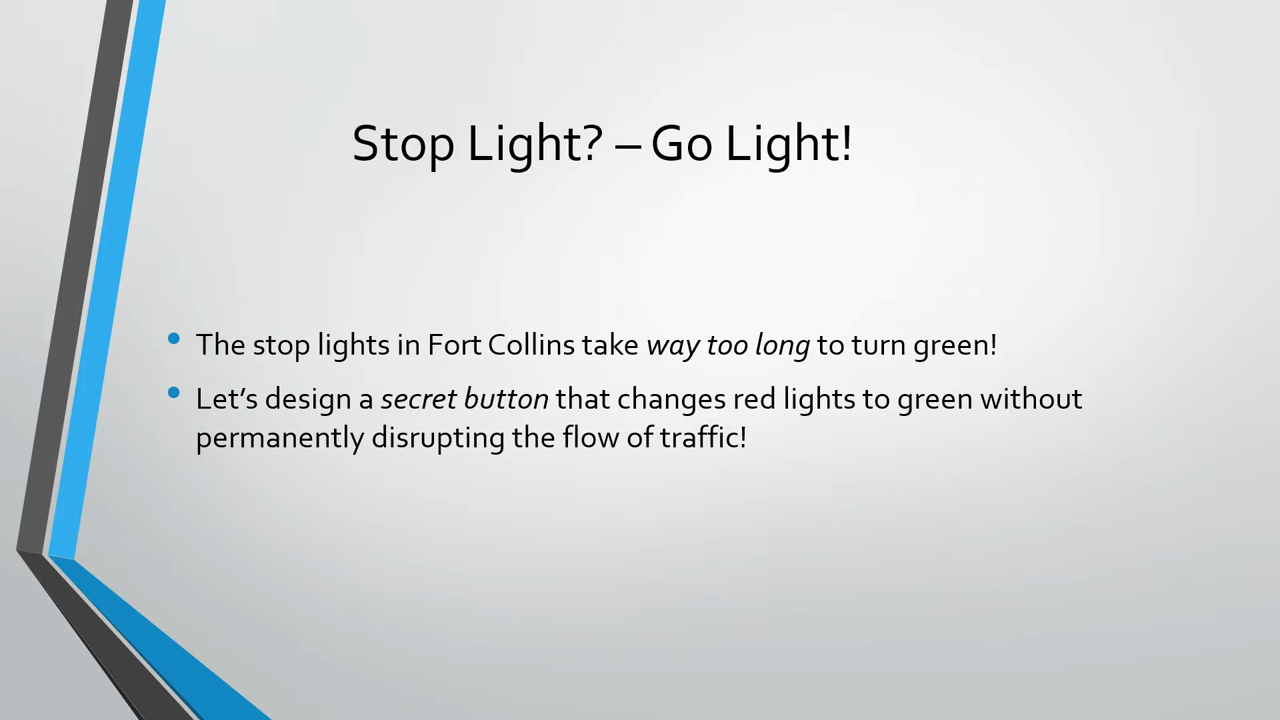 Stop Light? – Go Light!
• The stop lights in Fort Collins take way too long to turn green!
• Let’s design a secret button that changes red lights to green without
permanently disrupting the flow of traffic!